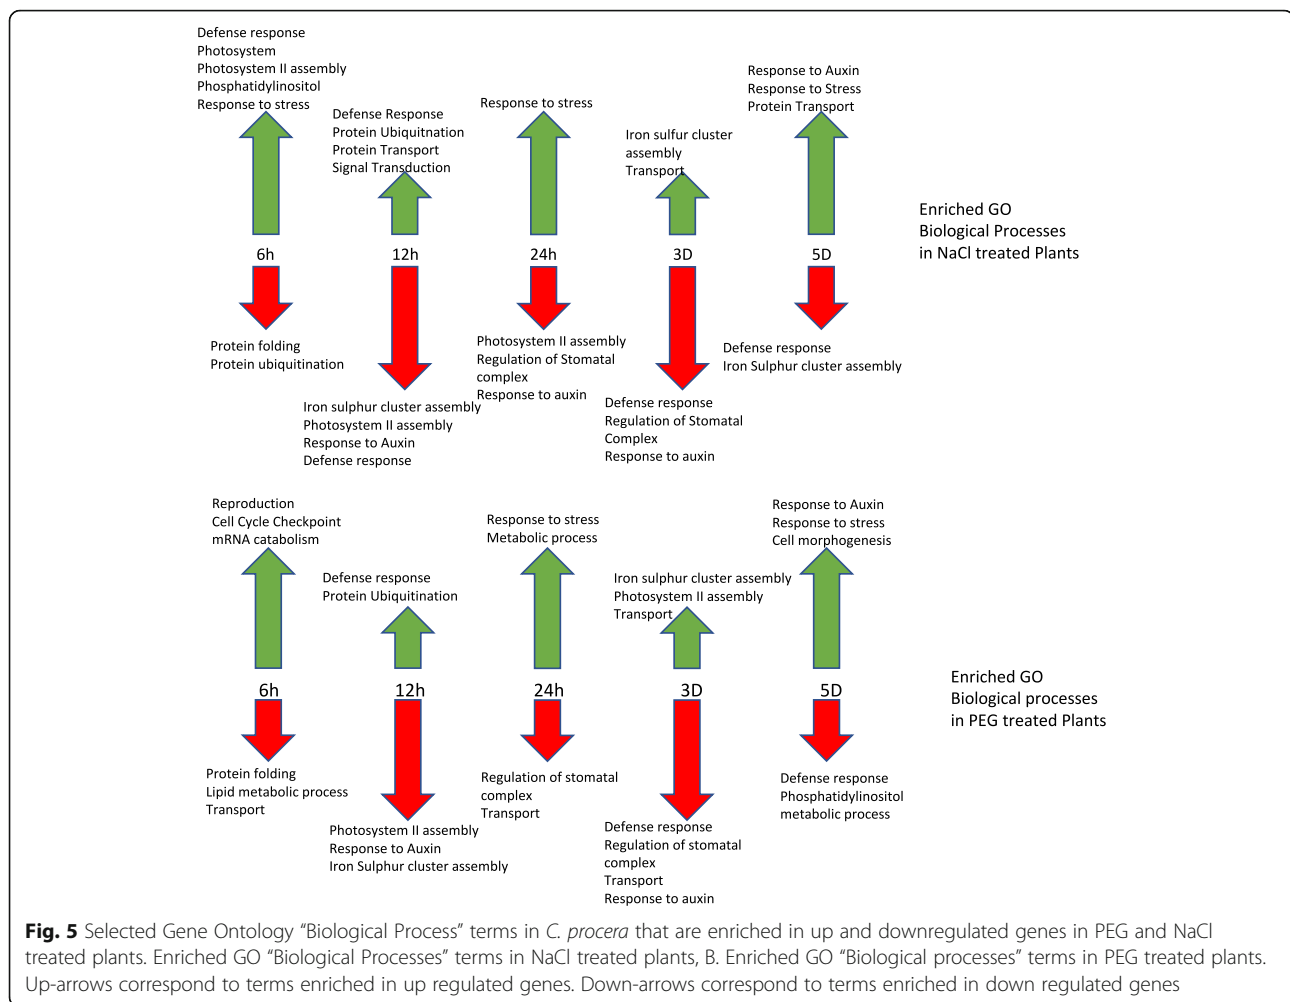 Defense response
Photosystem
Photosystem II assembly
Phosphatidylinositol
Response to stress
Defense Response
Protein Ubiquitnation
Protein Transport
Signal Transduction
Response to stress
Iron sulfur cluster
assembly
Transport
Response to Auxin
Response to Stress
Protein Transport
Enriched GO
Biological Processes
in NaCl treated Plants
6h
12h
24h
3D
5D
Protein folding
Protein ubiquitination
Iron sulphur cluster assembly
Photosystem II assembly
Response to Auxin
Defense response
Photosystem II assembly
Regulation of Stomatal
complex
Response to auxin
Defense response
Regulation of Stomatal
Complex
Response to auxin
Defense response
Iron Sulphur cluster assembly
Reproduction
Cell Cycle Checkpoint
mRNA catabolism
Defense response
Protein Ubiquitination
Response to stress
Metabolic process
Iron sulphur cluster assembly
Photosystem II assembly
Transport
Response to Auxin
Response to stress
Cell morphogenesis
Enriched GO
Biological processes
in PEG treated Plants
6h
12h
24h
3D
5D
Protein folding
Lipid metabolic process
Transport
Photosystem II assembly
Response to Auxin
Iron Sulphur cluster assembly
Regulation of stomatal
complex
Transport
Defense response
Regulation of stomatal
complex
Transport
Response to auxin
Defense response
Phosphatidylinositol
metabolic process
Fig. 5 Selected Gene Ontology “Biological Process” terms in C. procera that are enriched in up and downregulated genes in PEG and NaCl
treated plants. Enriched GO “Biological Processes” terms in NaCl treated plants, B. Enriched GO “Biological processes” terms in PEG treated plants.
Up-arrows correspond to terms enriched in up regulated genes. Down-arrows correspond to terms enriched in down regulated genes